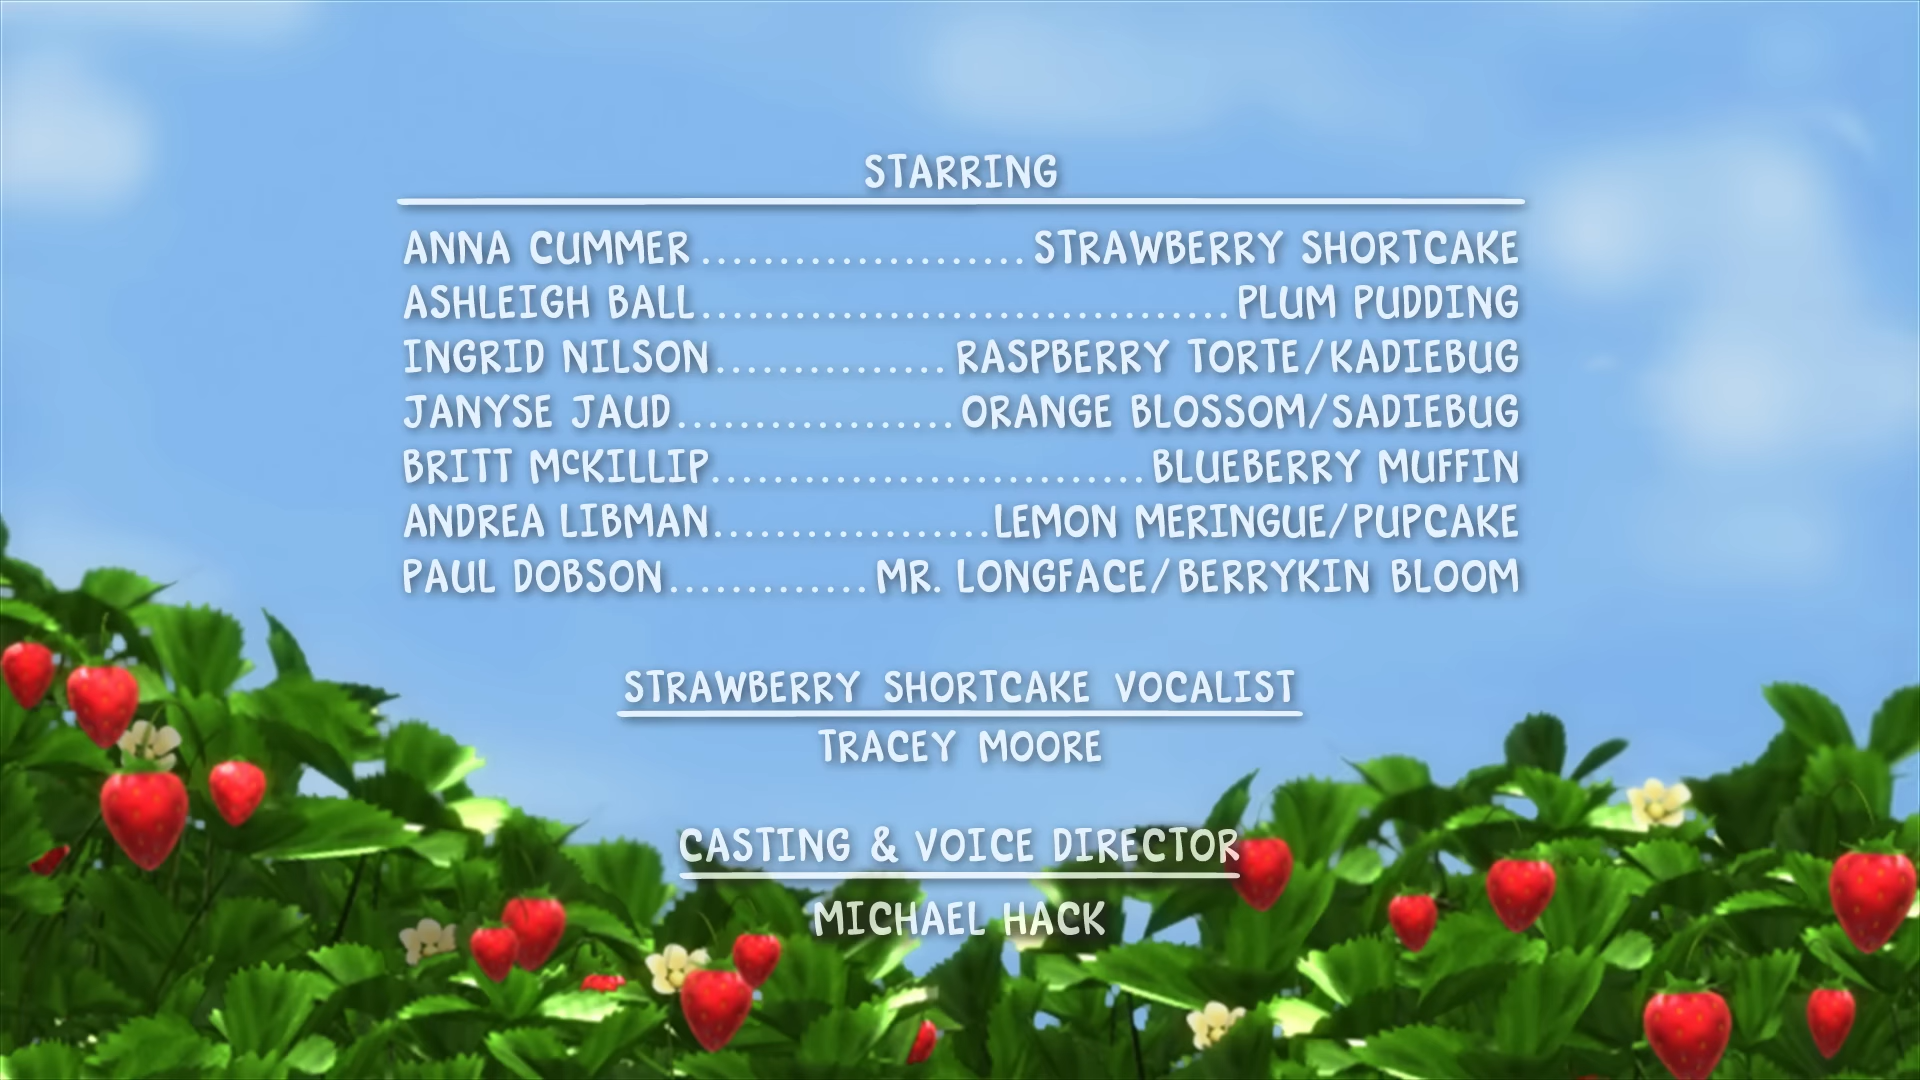 STARRING
ANNA CUMMER.....................STRAWBERRY SHORTCAKE
ASHLEIGH BALL..................................PLUM PUDDING
INGRID NILSON...............RASPBERRY TORTE/KADIEBUG
JANYSE JAUD..................ORANGE BLOSSOM/SADIEBUG
BRITT McKILLIP............................BLUEBERRY MUFFIN
ANDREA LIBMAN..................LEMON MERINGUE/PUPCAKE
PAUL DOBSON.............MR. LONGFACE/BERRYKIN BLOOM
STRAWBERRY SHORTCAKE VOCALIST
TRACEY MOORE
CASTING & VOICE DIRECTOR
MICHAEL HACK